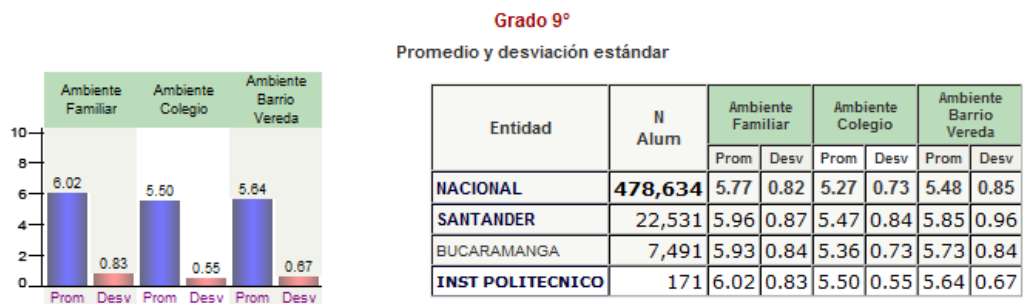 Grado 9°
Promedio y desviación estándar
Ambiente Familiar Ambiente Colegio Ambiente Barrio Vereda
10
8
6
4
2
0
6.02 0.83 5.50 0.55 5.64 0.67
Prom Desv Prom Desv Prom Desv
Entidad N Alum Ambiente Familiar Ambiente Colegio Ambiente Barrio Vereda
Prom Desv Prom Desv Prom Desv
NACIONAL 478,634 5.77 0.82 5.27 0.73 5.48 0.85
SANTANDER 22,531 5.96 0.87 5.47 0.84 5.85 0.96
BUCARAMANGA 7,491 5.93 0.84 5.36 0.73 5.73 0.84
INST POLITECNICO 171 6.02 0.83 5.50 0.55 5.64 0.67